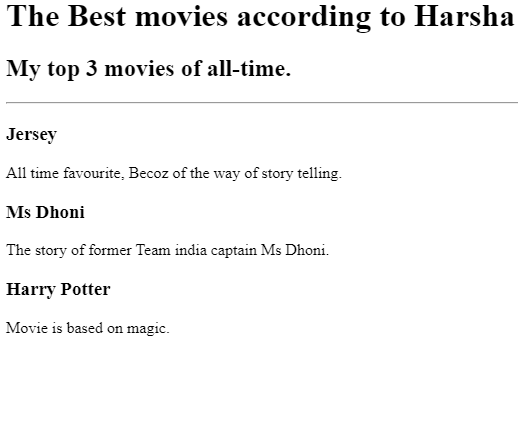 The Best movies according to Harsha
My top 3 movies of all-time.
Jersey
All time favourite, Becoz of the way of story telling.
Ms Dhoni
The story of former Team india captain Ms Dhoni.
Harry Potter
Movie is based on magic.